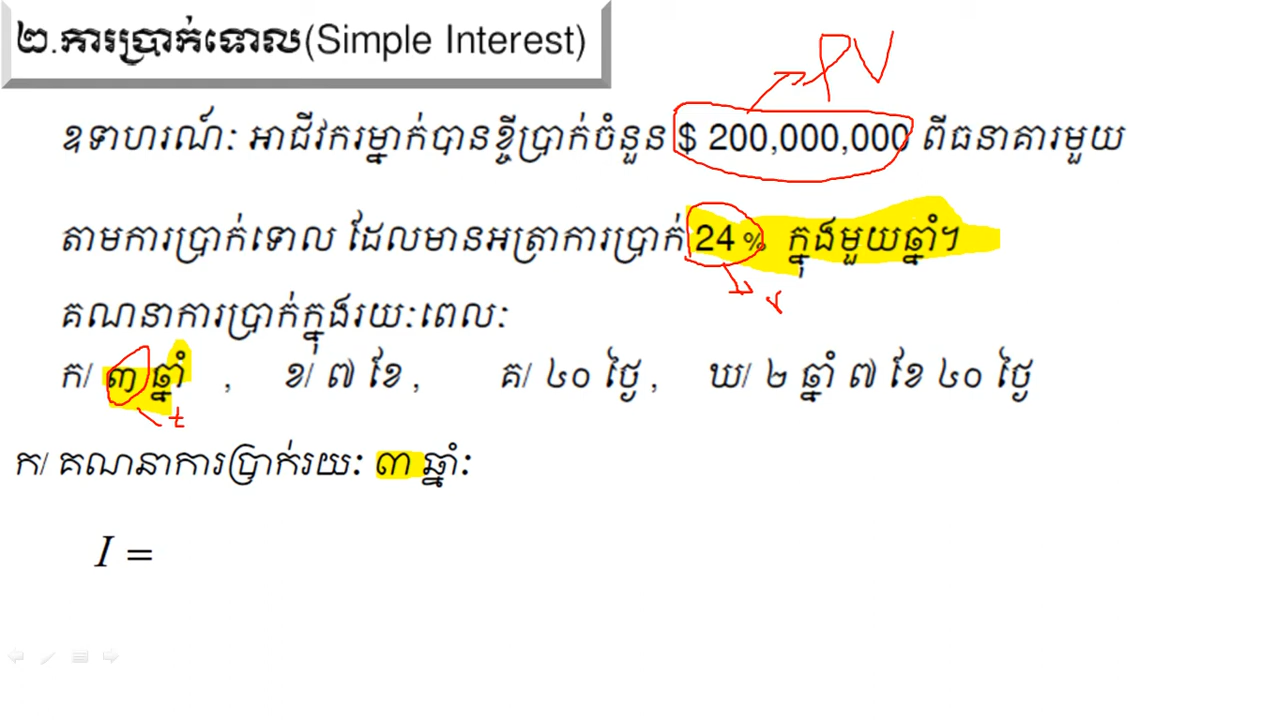 ២.ការប្រាក់ទោល(Simple Interest)
PV
ឧទាហរណ៍ៈ អាជីវករម្នាក់បានខ្ចីប្រាក់ចំនួន $ 200,000,000 ពីធនាគារមួយ
តាមការប្រាក់ទោល ដែលមានអត្រាការប្រាក់ 24% ក្នុងមួយឆ្នាំ។
r
គណនាការប្រាក់ក្នុងរយៈពេលៈ
ក/ ៣ ឆ្នាំ , ខ/ ៧ ខែ , គ/ ៤០ ថ្ងៃ , ឃ/ ២ ឆ្នាំ ៧ ខែ ៤០ ថ្ងៃ
t
ក/ គណនាការប្រាក់រយៈ ៣ ឆ្នាំៈ
I =